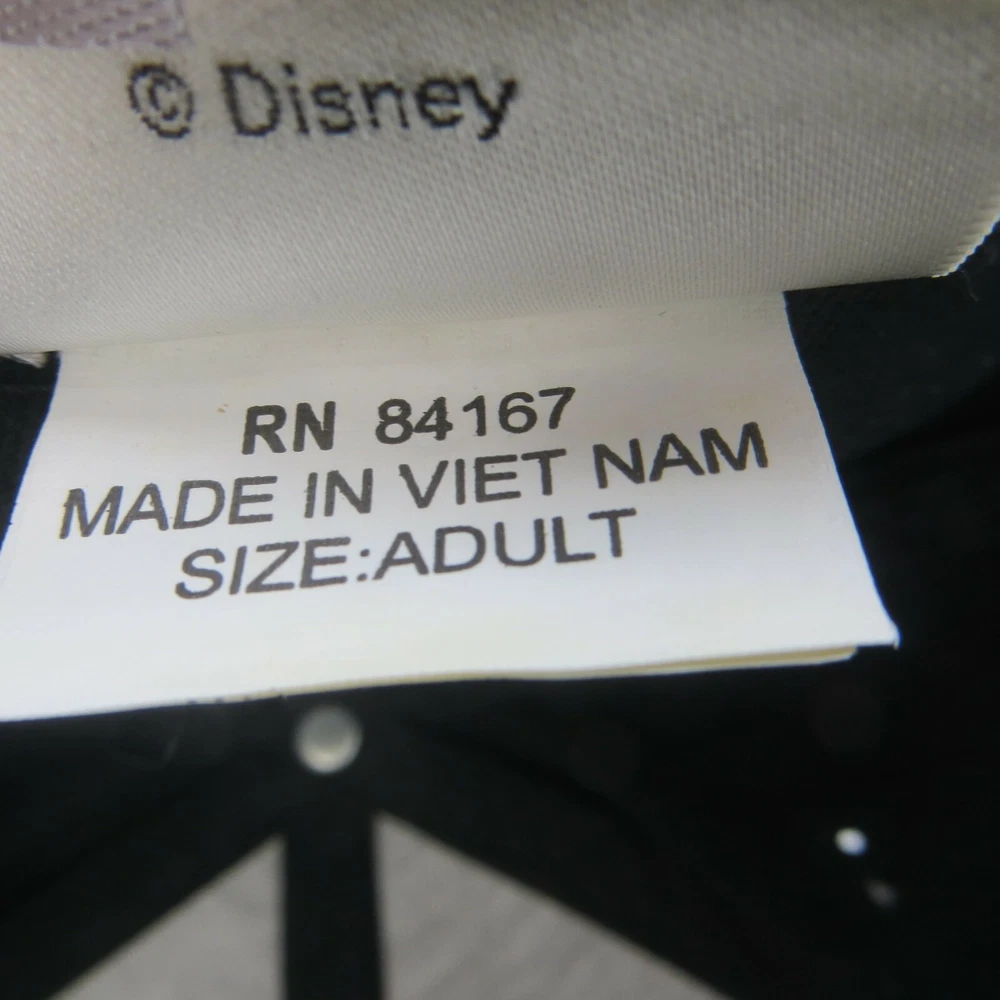 © Disney
RN 84167
MADE IN VIET NAM
SIZE:ADULT